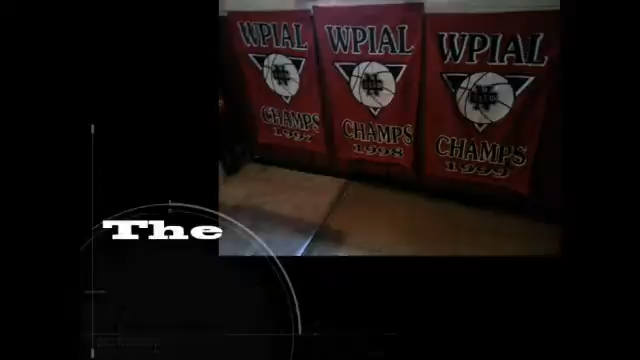 WPIAL
CHAMPS
1997
WPIAL
N
CHAMPS
1998
WPIAL
CHAMPS
1999
The